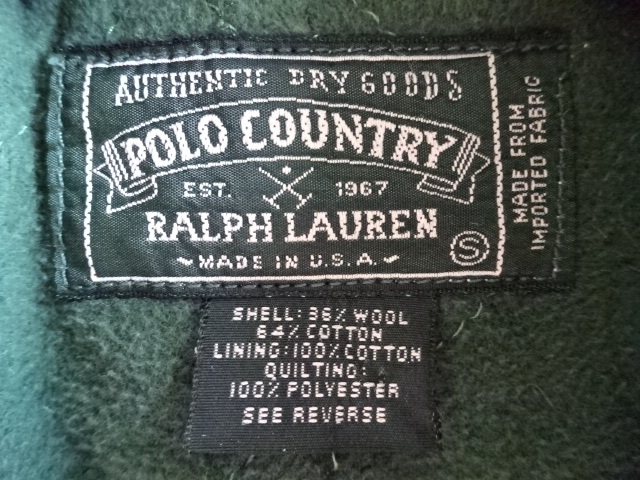 AUTHENTIC DRY GOODS
POLO COUNTRY
EST. 1967
RALPH LAUREN
~ MADE IN U.S.A. ~
S
MADE FROM
IMPORTED FABRIC
SHELL: 36% WOOL
64% COTTON
LINING: 100% COTTON
QUILTING:
100% POLYESTER
SEE REVERSE